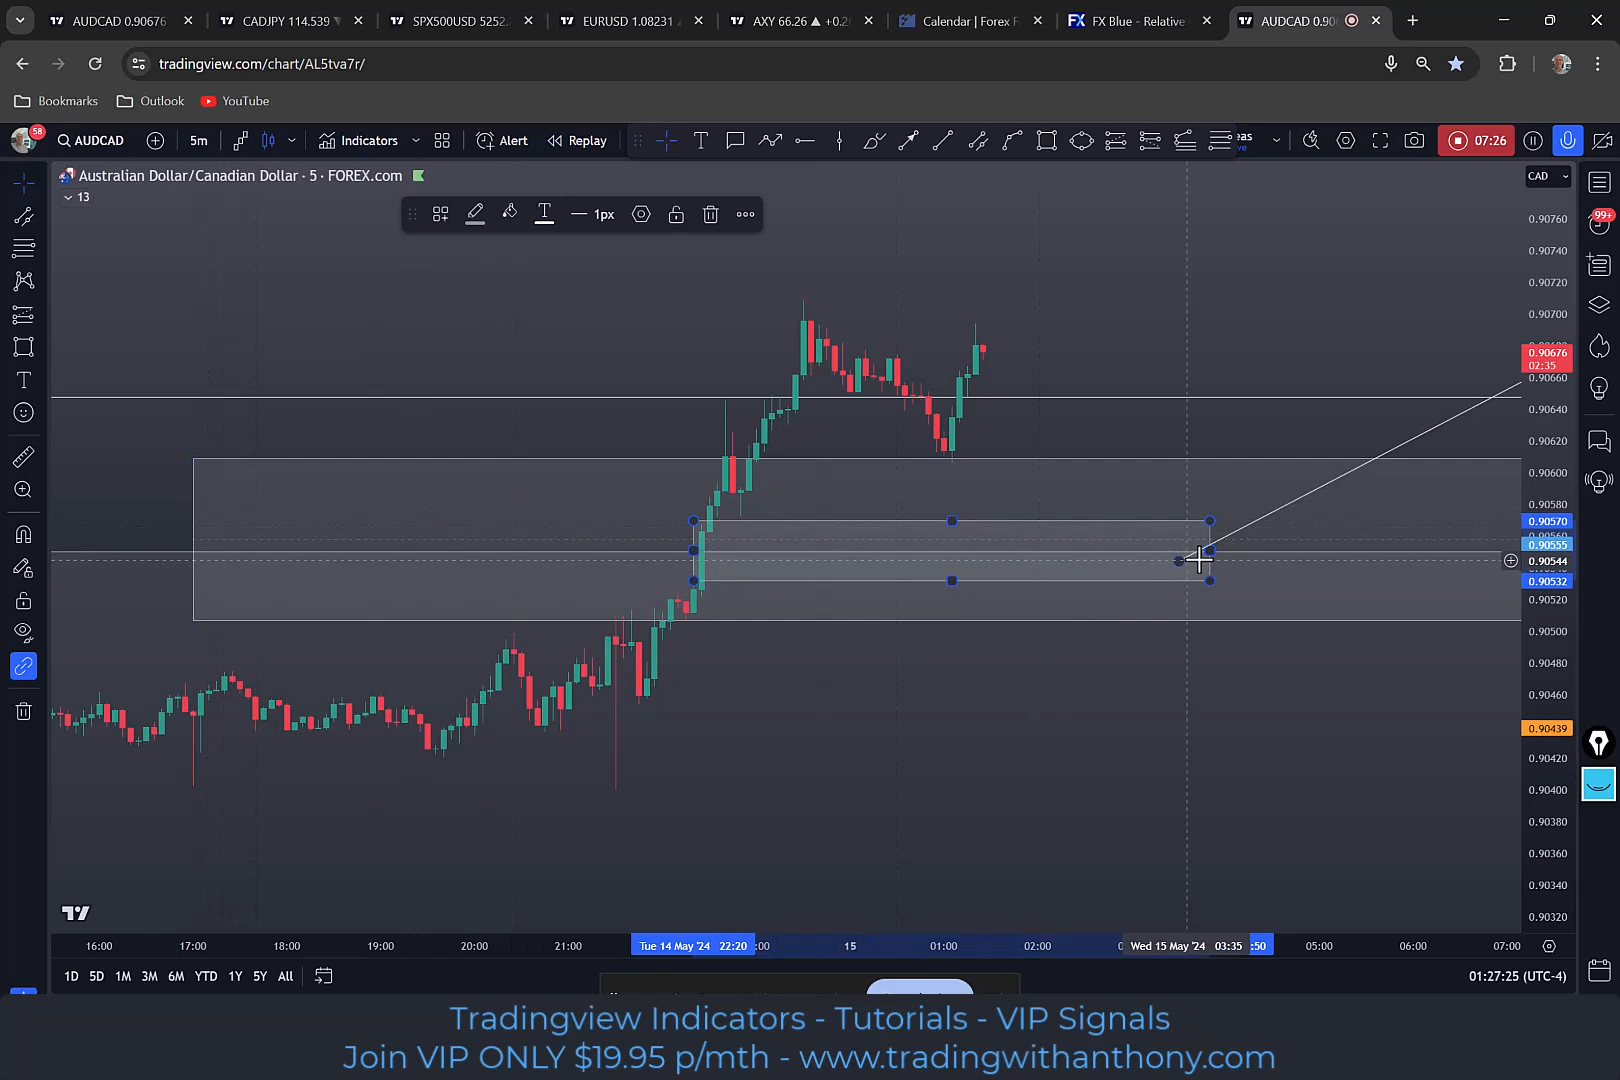 AUDCAD 0.90676
CADJPY 114.539
SPX500USD 5252.
EURUSD 1.08231
AXY 66.26 ▲ +0.2
Calendar | Forex F
FX Blue - Relative
AUDCAD 0.90
tradingview.com/chart/AL5tva7r/
Bookmarks
Outlook
YouTube
58
AUDCAD
5m
Indicators
Alert
Replay
eas
07:26
Australian Dollar/Canadian Dollar · 5 · FOREX.com
13
1px
CAD
99+
0.90760
0.90740
0.90720
0.90700
0.90676
02:35
0.90660
0.90640
0.90620
0.90600
0.90580
0.90570
0.90555
0.90544
0.90532
0.90520
0.90500
0.90480
0.90460
0.90439
0.90420
0.90400
0.90380
0.90360
0.90340
0.90320
16:00
17:00
18:00
19:00
20:00
21:00
Tue 14 May '24 22:20
:00
15
01:00
02:00
Wed 15 May '24 03:35
:50
05:00
06:00
07:00
1D 5D 1M 3M 6M YTD 1Y 5Y All
01:27:25 (UTC-4)
Tradingview Indicators - Tutorials - VIP Signals
Join VIP ONLY $19.95 p/mth - www.tradingwithanthony.com